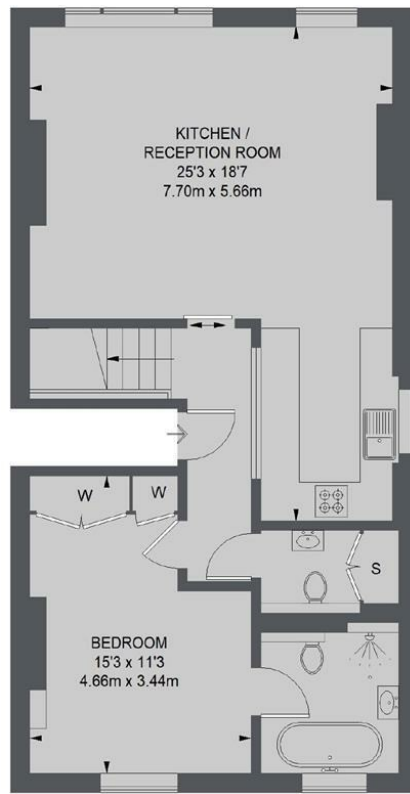 KITCHEN /
RECEPTION ROOM
25'3 x 18'7
7.70m x 5.66m
W
W
S
BEDROOM
15'3 x 11'3
4.66m x 3.44m